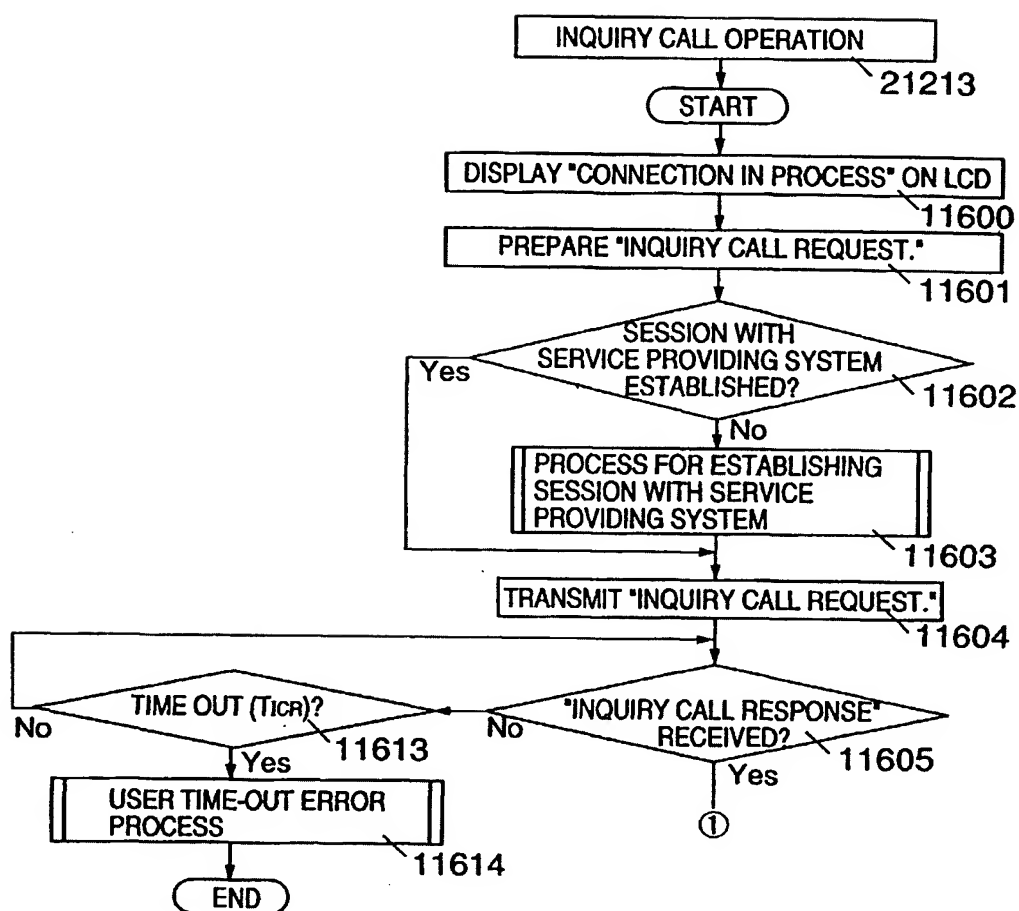 INQUIRY CALL OPERATION
21213
START
DISPLAY "CONNECTION IN PROCESS" ON LCD
11600
PREPARE "INQUIRY CALL REQUEST."
11601
SESSION WITH
SERVICE PROVIDING SYSTEM
ESTABLISHED?
11602
Yes
No
PROCESS FOR ESTABLISHING
SESSION WITH SERVICE
PROVIDING SYSTEM
11603
TRANSMIT "INQUIRY CALL REQUEST."
11604
"INQUIRY CALL RESPONSE"
RECEIVED?
11605
No
Yes
①
TIME OUT (TICR)?
11613
No
Yes
USER TIME-OUT ERROR
PROCESS
11614
END